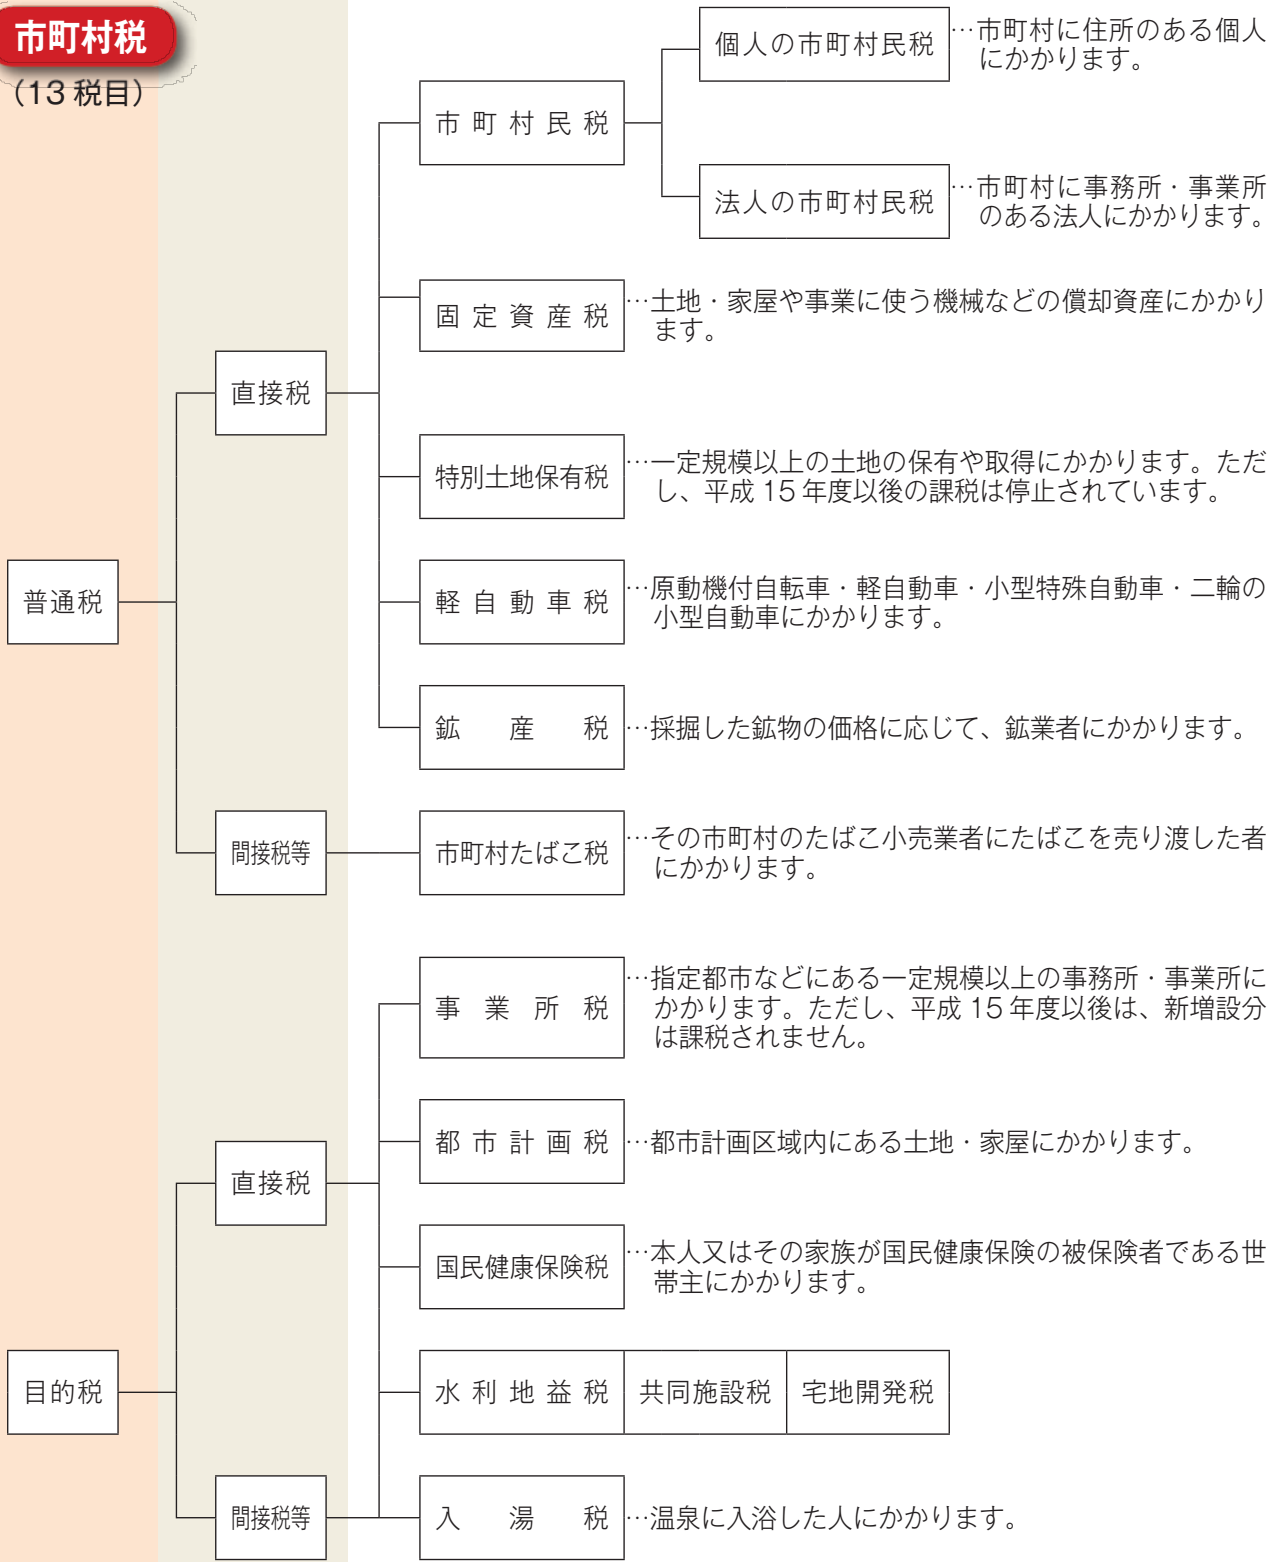 市町村税
（13税目）
個人の市町村民税
…市町村に住所のある個人
にかかります。
市町村民税
法人の市町村民税
…市町村に事務所・事業所
のある法人にかかります。
固定資産税
…土地・家屋や事業に使う機械などの償却資産にかかり
ます。
直接税
特別土地保有税
…一定規模以上の土地の保有や取得にかかります。ただ
し、平成15年度以後の課税は停止されています。
普通税
軽自動車税
…原動機付自転車・軽自動車・小型特殊自動車・二輪の
小型自動車にかかります。
鉱産税
…採掘した鉱物の価格に応じて、鉱業者にかかります。
間接税等
市町村たばこ税
…その市町村のたばこ小売業者にたばこを売り渡した者
にかかります。
事業所税
…指定都市などにある一定規模以上の事務所・事業所に
かかります。ただし、平成15年度以後は、新増設分
は課税されません。
都市計画税
…都市計画区域内にある土地・家屋にかかります。
直接税
国民健康保険税
…本人又はその家族が国民健康保険の被保険者である世
帯主にかかります。
目的税
水利地益税
共同施設税
宅地開発税
間接税等
入湯税
…温泉に入浴した人にかかります。